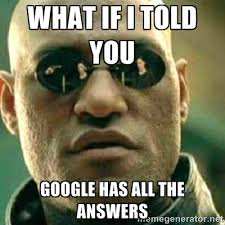 WHAT IF I TOLD
YOU
GOOGLE HAS ALL THE
ANSWERS
memegenerator.net